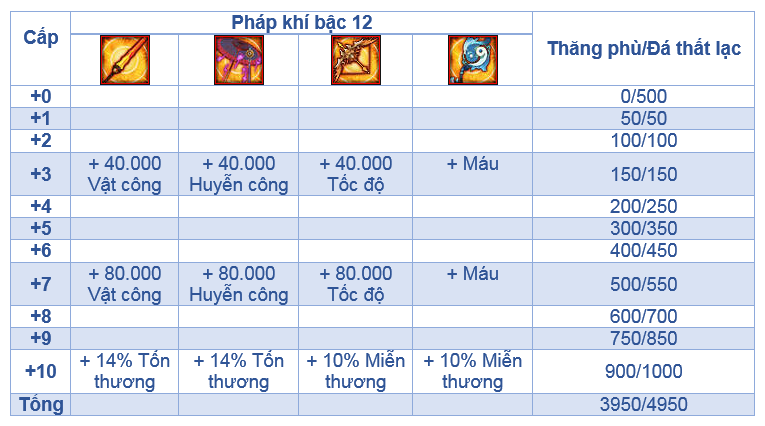 Cấp
Pháp khí bậc 12
Thăng phù/Đá thất lạc
+0 0/500
+1 50/50
+2 100/100
+3 + 40.000 Vật công + 40.000 Huyễn công + 40.000 Tốc độ + Máu 150/150
+4 200/250
+5 300/350
+6 400/450
+7 + 80.000 Vật công + 80.000 Huyễn công + 80.000 Tốc độ + Máu 500/550
+8 600/700
+9 750/850
+10 + 14% Tổn thương + 14% Tổn thương + 10% Miễn thương + 10% Miễn thương 900/1000
Tổng 3950/4950